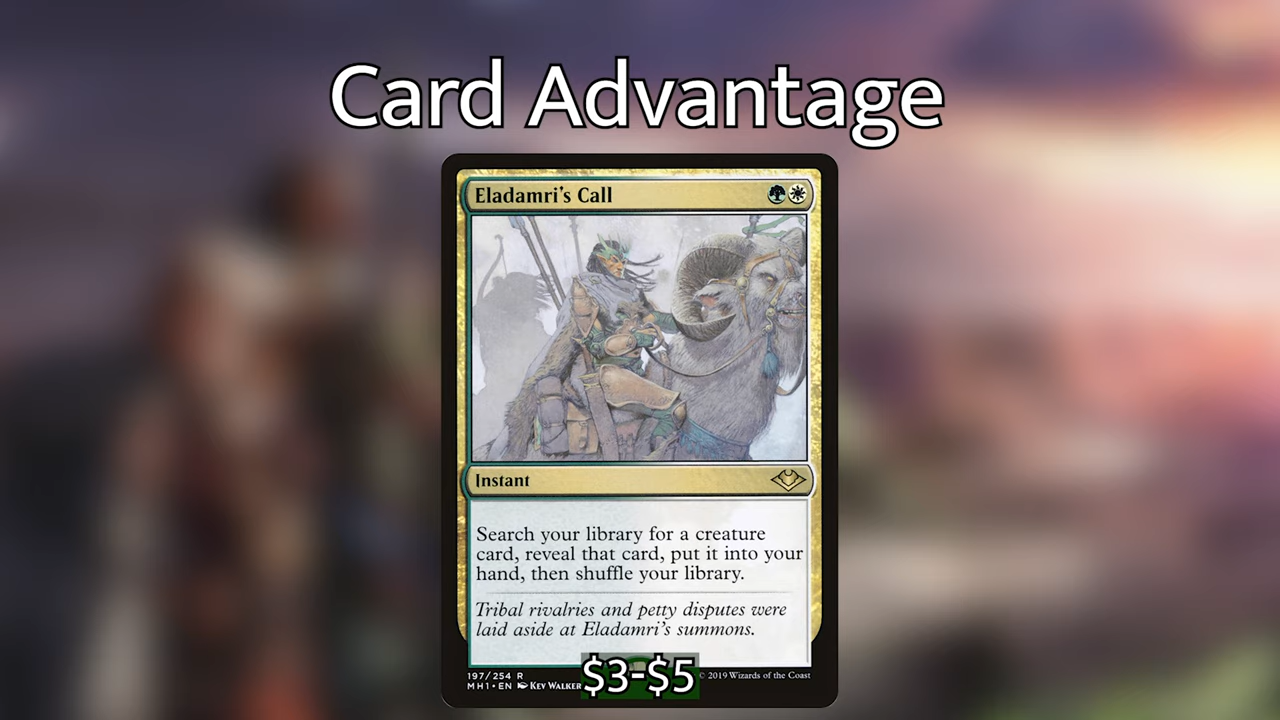 Card Advantage
Eladamri's Call
Instant
Search your library for a creature
card, reveal that card, put it into your
hand, then shuffle your library.
Tribal rivalries and petty disputes were
laid aside at Eladamri's summons.
197/254 R
MH1 • EN Kev Walker
$3-$5
© 2019 Wizards of the Coast